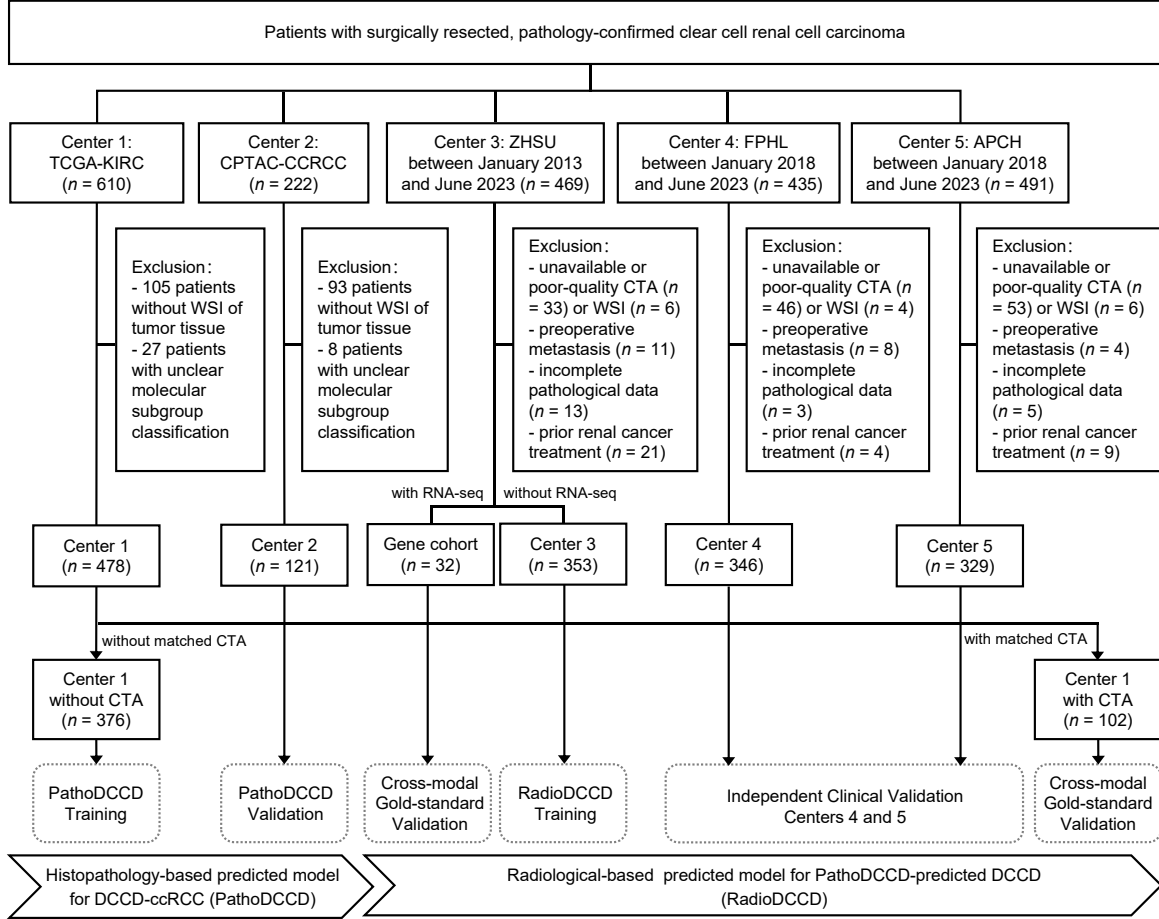 Patients with surgically resected, pathology-confirmed clear cell renal cell carcinoma
Center 1:
TCGA-KIRC
(n = 610)
Center 2:
CPTAC-CCRCC
(n = 222)
Center 3: ZHSU
between January 2013
and June 2023 (n = 469)
Center 4: FPHL
between January 2018
and June 2023 (n = 435)
Center 5: APCH
between January 2018
and June 2023 (n = 491)
Exclusion:
- 105 patients
without WSI of
tumor tissue
- 27 patients
with unclear
molecular
subgroup
classification
Exclusion:
- 93 patients
without WSI of
tumor tissue
- 8 patients
with unclear
molecular
subgroup
classification
Exclusion:
- unavailable or
poor-quality CTA (n
= 33) or WSI (n = 6)
- preoperative
metastasis (n = 11)
- incomplete
pathological data
(n = 13)
- prior renal cancer
treatment (n = 21)
Exclusion:
- unavailable or
poor-quality CTA (n
= 46) or WSI (n = 4)
- preoperative
metastasis (n = 8)
- incomplete
pathological data
(n = 3)
- prior renal cancer
treatment (n = 4)
Exclusion:
- unavailable or
poor-quality CTA (n
= 53) or WSI (n = 6)
- preoperative
metastasis (n = 4)
- incomplete
pathological data
(n = 5)
- prior renal cancer
treatment (n = 9)
with RNA-seq
without RNA-seq
Center 1
(n = 478)
Center 2
(n = 121)
Gene cohort
(n = 32)
Center 3
(n = 353)
Center 4
(n = 346)
Center 5
(n = 329)
without matched CTA
with matched CTA
Center 1
without CTA
(n = 376)
Center 1
with CTA
(n = 102)
PathoDCCD
Training
PathoDCCD
Validation
Cross-modal
Gold-standard
Validation
RadioDCCD
Training
Independent Clinical Validation
Centers 4 and 5
Cross-modal
Gold-standard
Validation
Histopathology-based predicted model
for DCCD-ccRCC (PathoDCCD)
Radiological-based predicted model for PathoDCCD-predicted DCCD
(RadioDCCD)